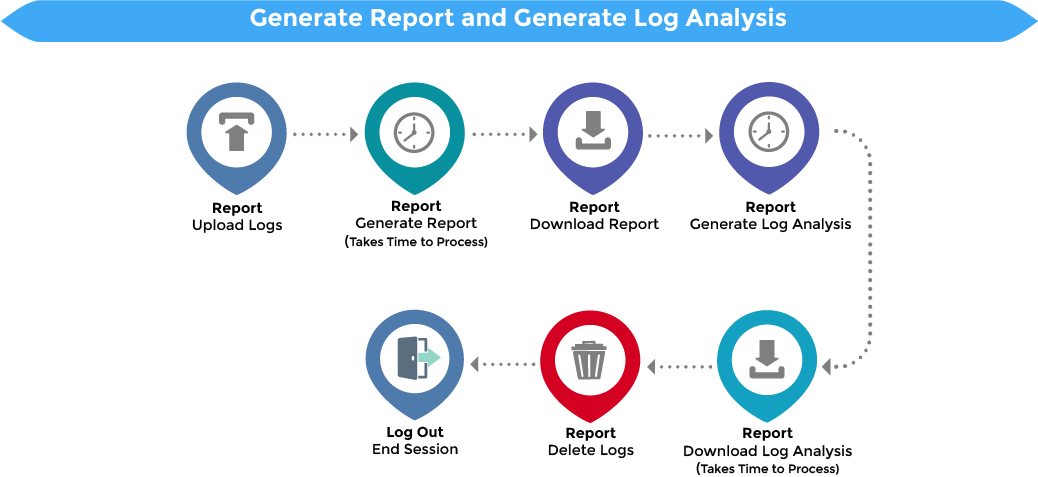 Generate Report and Generate Log Analysis
Report
Upload Logs
Report
Generate Report
(Takes Time to Process)
Report
Download Report
Report
Generate Log Analysis
Log Out
End Session
Report
Delete Logs
Report
Download Log Analysis
(Takes Time to Process)